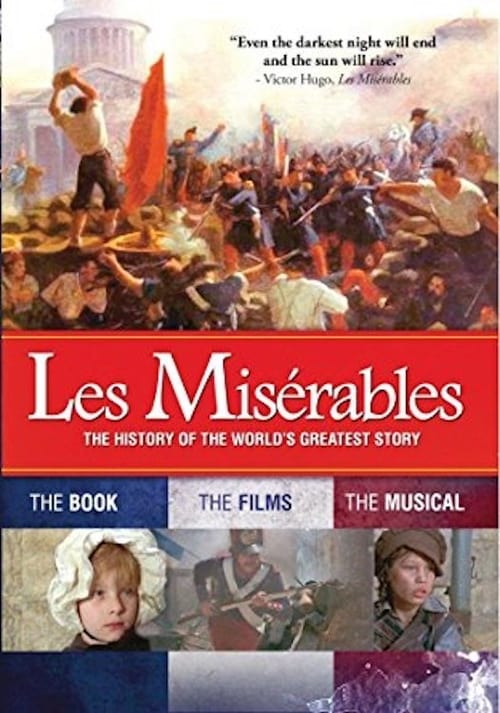 “Even the darkest night will end
and the sun will rise.”
- Victor Hugo, Les Misérables
Les Misérables
THE HISTORY OF THE WORLD'S GREATEST STORY
THE BOOK
THE FILMS
THE MUSICAL